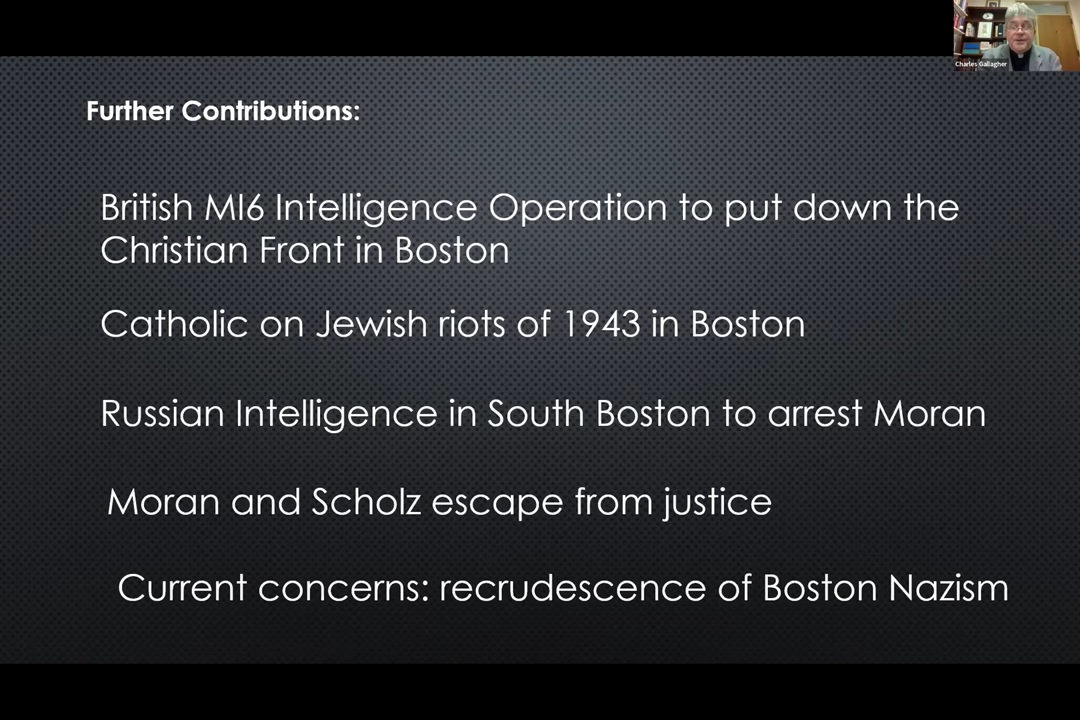 Charles Gallagher
Further Contributions:
British MI6 Intelligence Operation to put down the
Christian Front in Boston
Catholic on Jewish riots of 1943 in Boston
Russian Intelligence in South Boston to arrest Moran
Moran and Scholz escape from justice
Current concerns: recrudescence of Boston Nazism